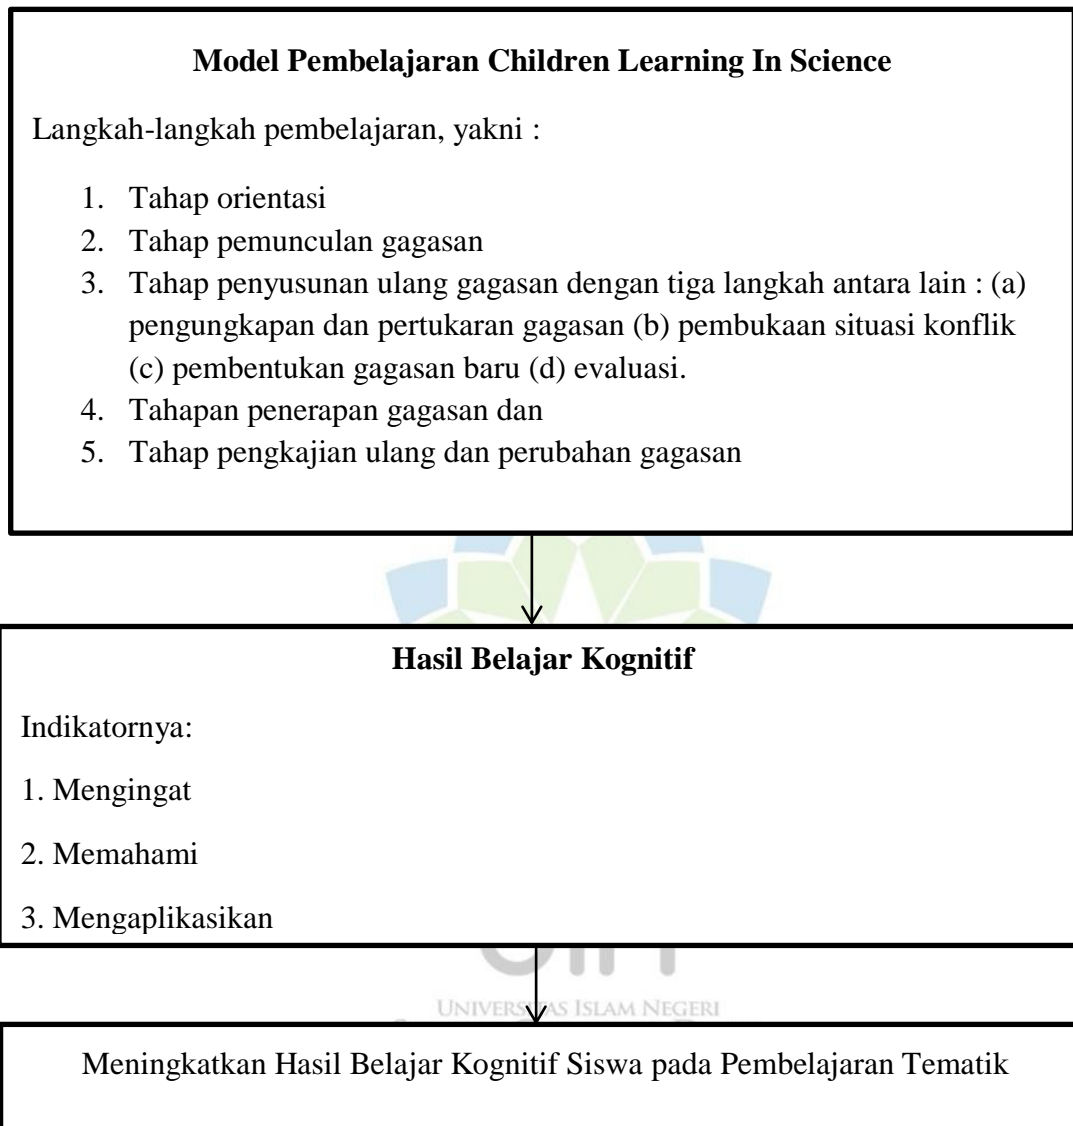 Model Pembelajaran Children Learning In Science
Langkah-langkah pembelajaran, yakni :
1. Tahap orientasi
2. Tahap pemunculan gagasan
3. Tahap penyusunan ulang gagasan dengan tiga langkah antara lain : (a)
pengungkapan dan pertukaran gagasan (b) pembukaan situasi konflik
(c) pembentukan gagasan baru (d) evaluasi.
4. Tahapan penerapan gagasan dan
5. Tahap pengkajian ulang dan perubahan gagasan
Hasil Belajar Kognitif
Indikatornya:
1. Mengingat
2. Memahami
3. Mengaplikasikan
UNIVERSITAS ISLAM NEGERI
Meningkatkan Hasil Belajar Kognitif Siswa pada Pembelajaran Tematik